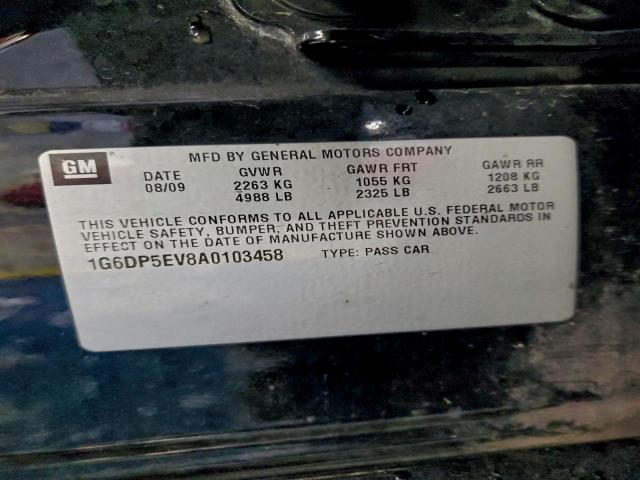 GM
MFD BY GENERAL MOTORS COMPANY
DATE GVWR GAWR FRT GAWR RR
08/09 2263 KG 1055 KG 1208 KG
4988 LB 2325 LB 2663 LB
THIS VEHICLE CONFORMS TO ALL APPLICABLE U.S. FEDERAL MOTOR
VEHICLE SAFETY, BUMPER, AND THEFT PREVENTION STANDARDS IN
EFFECT ON THE DATE OF MANUFACTURE SHOWN ABOVE.
1G6DP5EV8A0103458 TYPE: PASS CAR